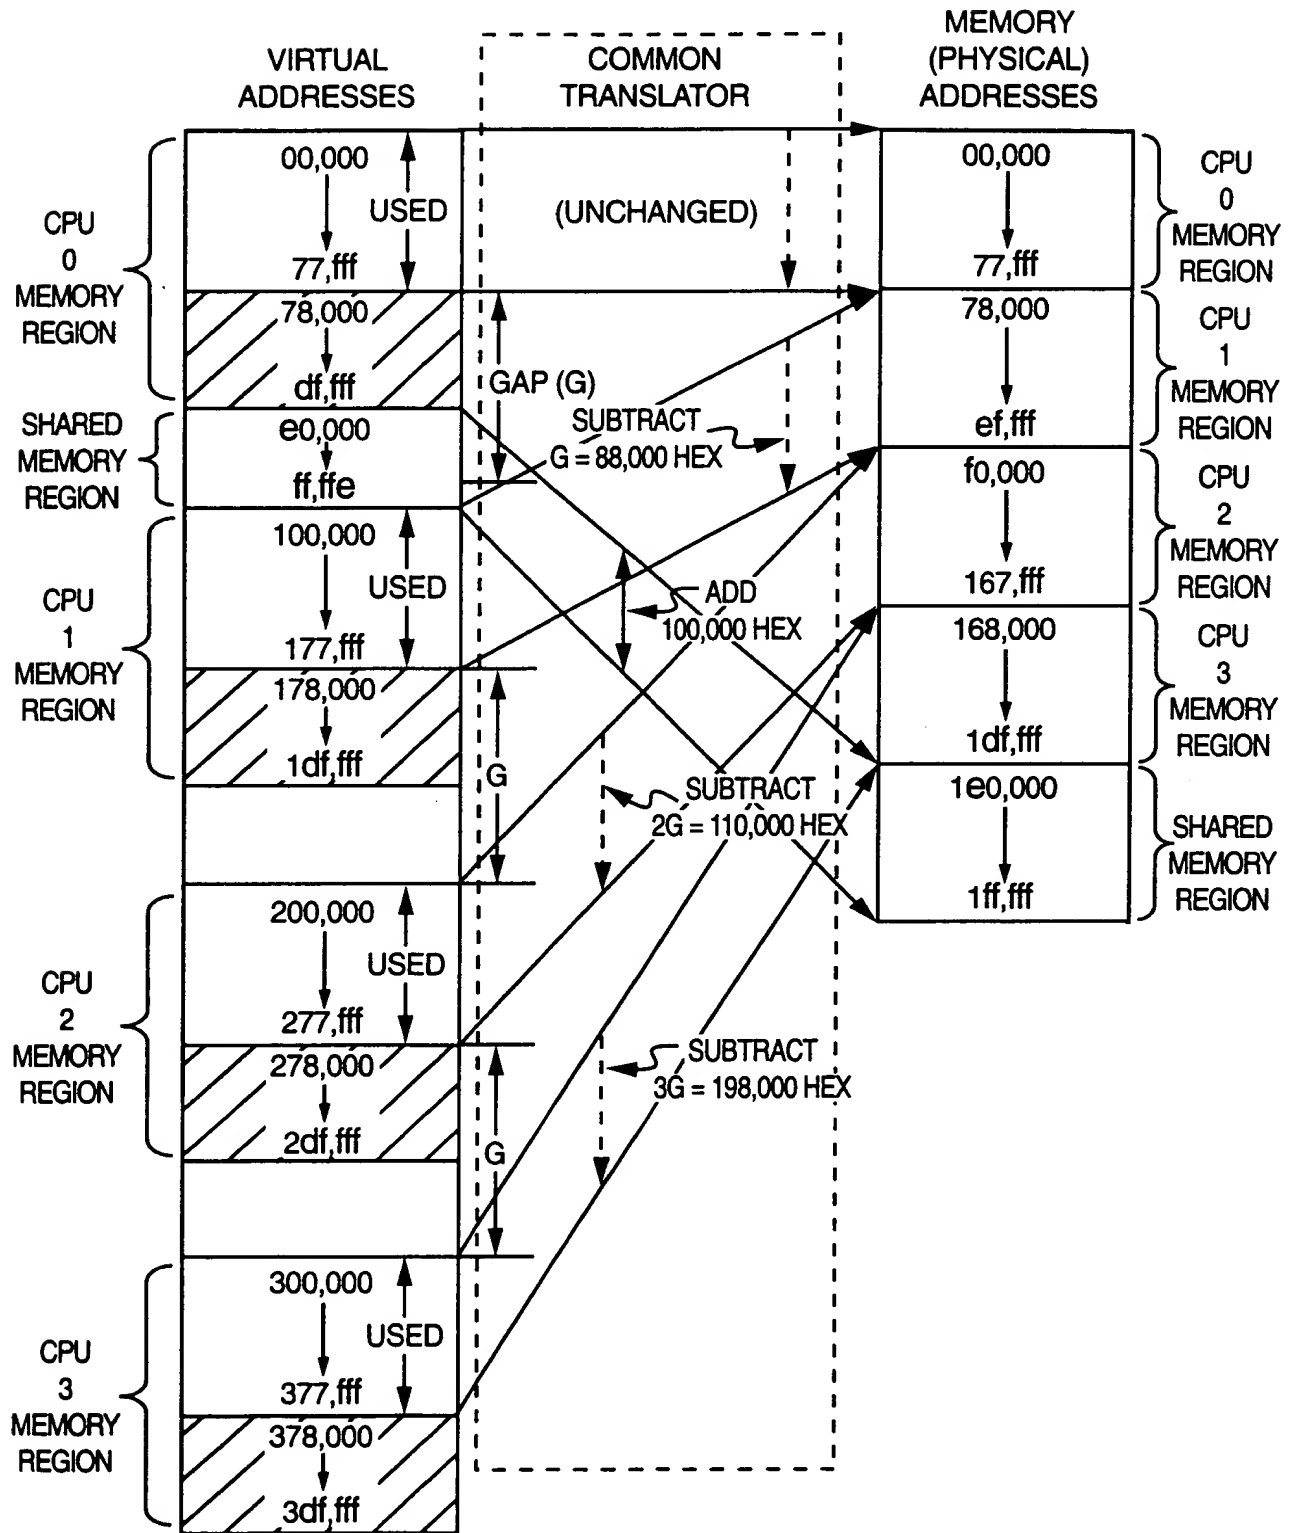 VIRTUAL
ADDRESSES
COMMON
TRANSLATOR
MEMORY
(PHYSICAL)
ADDRESSES
CPU
0
MEMORY
REGION
00,000
77,fff
USED
78,000
df,fff
SHARED
MEMORY
REGION
e0,000
ff,ffe
CPU
1
MEMORY
REGION
100,000
177,fff
USED
178,000
1df,fff
CPU
2
MEMORY
REGION
200,000
277,fff
USED
278,000
2df,fff
CPU
3
MEMORY
REGION
300,000
377,fff
USED
378,000
3df,fff
(UNCHANGED)
GAP (G)
SUBTRACT
G = 88,000 HEX
ADD
100,000 HEX
G
SUBTRACT
2G = 110,000 HEX
SUBTRACT
3G = 198,000 HEX
G
00,000
77,fff
CPU
0
MEMORY
REGION
78,000
ef,fff
CPU
1
MEMORY
REGION
f0,000
167,fff
CPU
2
MEMORY
REGION
168,000
1df,fff
CPU
3
MEMORY
REGION
1e0,000
1ff,fff
SHARED
MEMORY
REGION